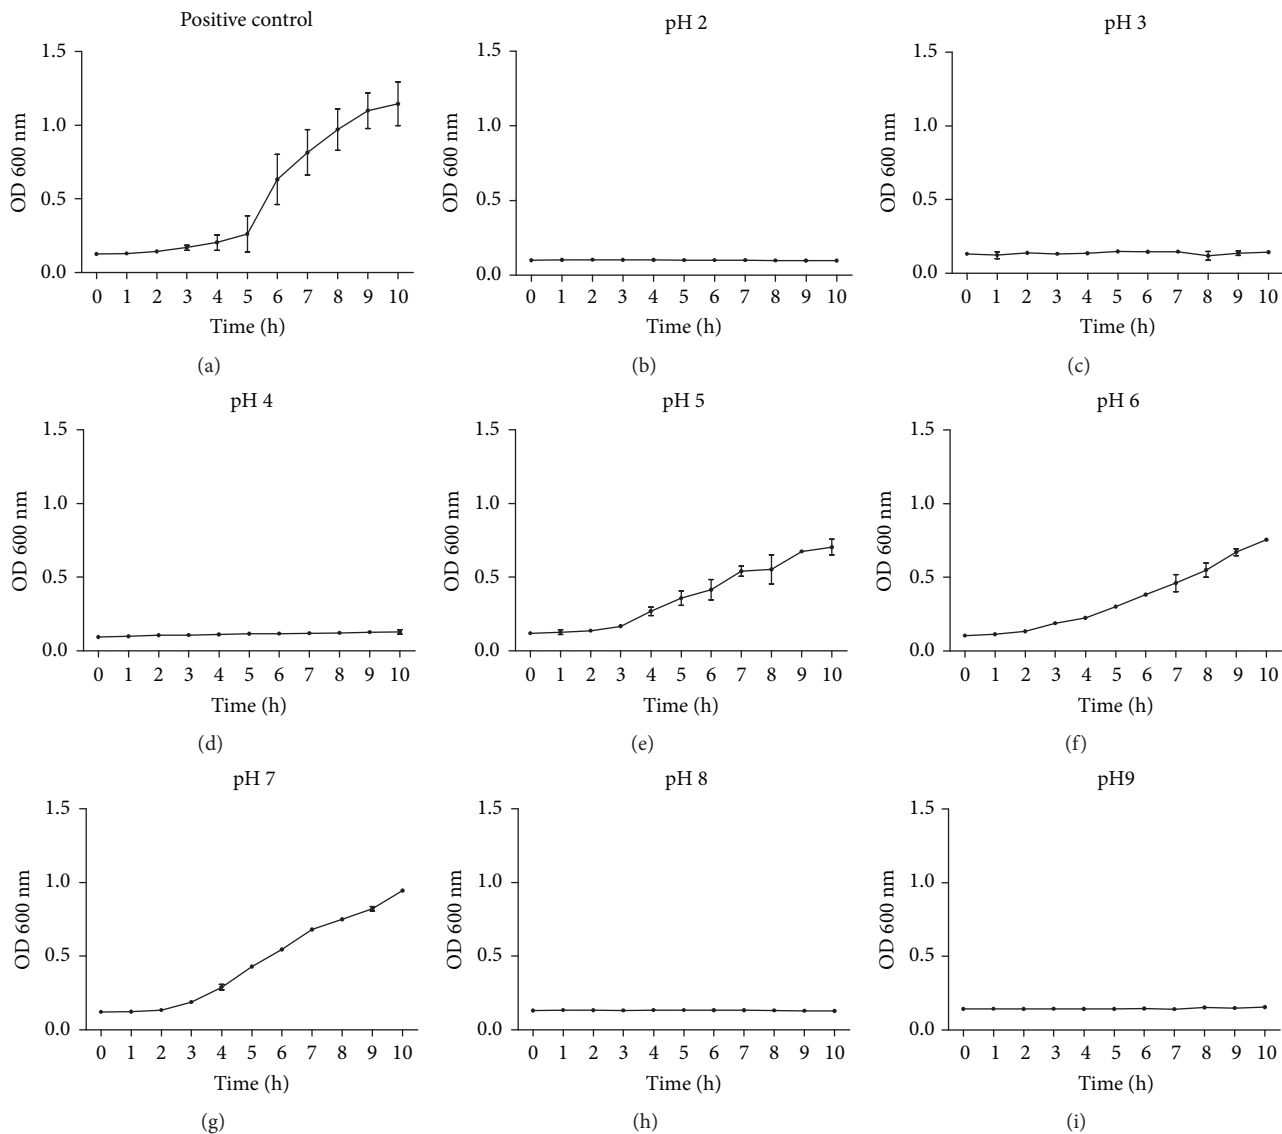 Positive control
1.5
1.0
0.5
0.0
OD 600 nm
0 1 2 3 4 5 6 7 8 9 10
Time (h)
(a)
pH 2
1.5
1.0
0.5
0.0
OD 600 nm
0 1 2 3 4 5 6 7 8 9 10
Time (h)
(b)
pH 3
1.5
1.0
0.5
0.0
OD 600 nm
0 1 2 3 4 5 6 7 8 9 10
Time (h)
(c)
pH 4
1.5
1.0
0.5
0.0
OD 600 nm
0 1 2 3 4 5 6 7 8 9 10
Time (h)
(d)
pH 5
1.5
1.0
0.5
0.0
OD 600 nm
0 1 2 3 4 5 6 7 8 9 10
Time (h)
(e)
pH 6
1.5
1.0
0.5
0.0
OD 600 nm
0 1 2 3 4 5 6 7 8 9 10
Time (h)
(f)
pH 7
1.5
1.0
0.5
0.0
OD 600 nm
0 1 2 3 4 5 6 7 8 9 10
Time (h)
(g)
pH 8
1.5
1.0
0.5
0.0
OD 600 nm
0 1 2 3 4 5 6 7 8 9 10
Time (h)
(h)
pH9
1.5
1.0
0.5
0.0
OD 600 nm
0 1 2 3 4 5 6 7 8 9 10
Time (h)
(i)